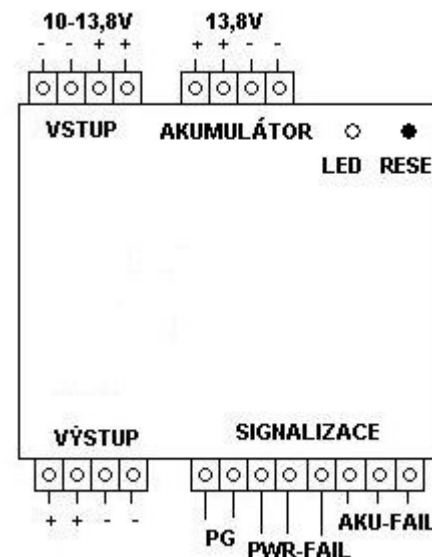 10-13,8V 13,8V
- - + + + + - -
VSTUP AKUMULÁTOR
LED RESE
VÝSTUP SIGNALIZACE
+ + - -
PG AKU-FAIL
PWR-FAIL